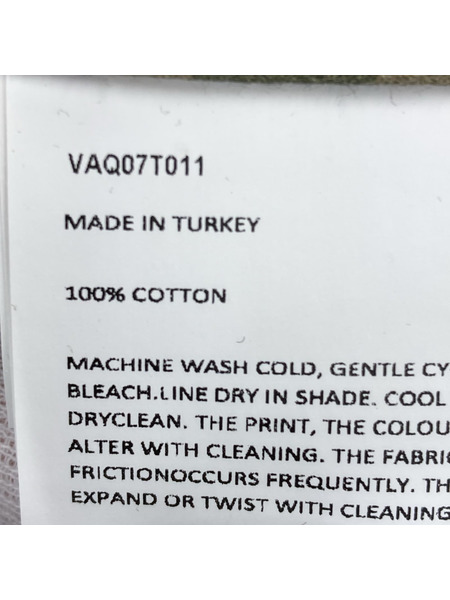 VAQ07T011
MADE IN TURKEY
100% COTTON
MACHINE WASH COLD, GENTLE CY
BLEACH.LINE DRY IN SHADE. COOL
DRYCLEAN. THE PRINT, THE COLOU
ALTER WITH CLEANING. THE FABRIC
FRICTIONOCCURS FREQUENTLY. TH
EXPAND OR TWIST WITH CLEANING